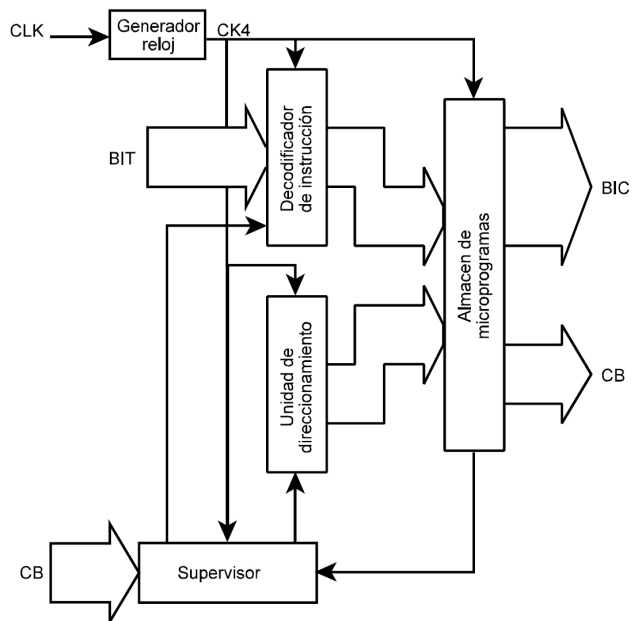 CLK
Generador
reloj
CK4
BIT
Decodificador
de instrucción
Almacen de
microprogramas
BIC
Unidad de
direccionamiento
CB
CB
Supervisor